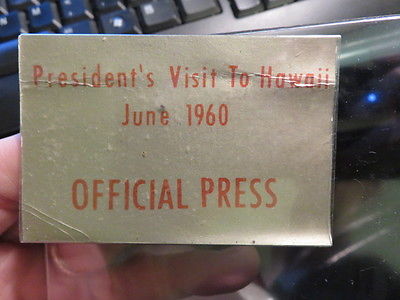 President's Visit To Hawaii
June 1960
OFFICIAL PRESS